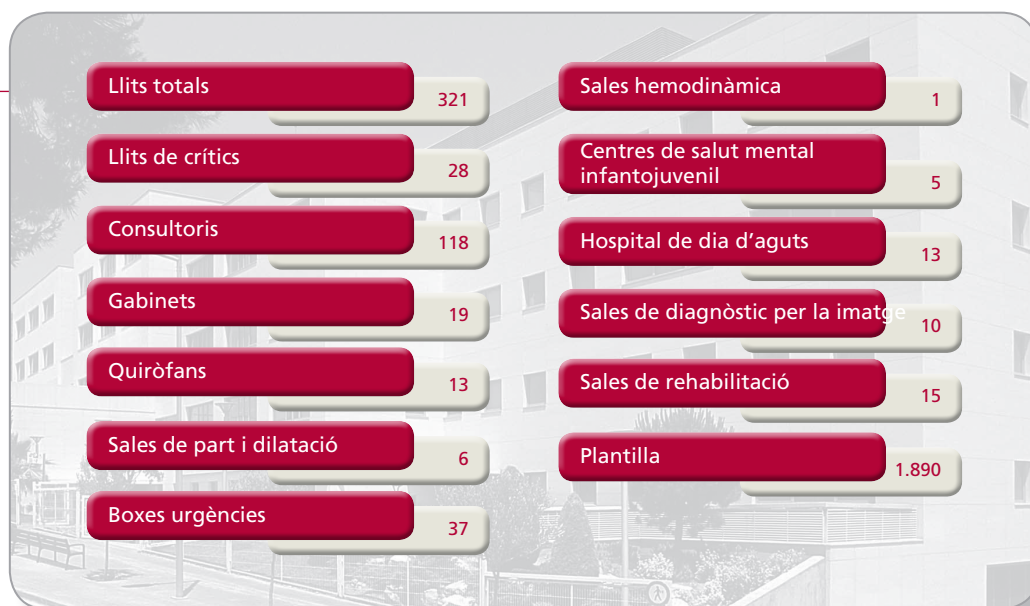 Llits totals
321
Llits de crítics
28
Consultoris
118
Gabinets
19
Quiròfans
13
Sales de part i dilatació
6
Boxes urgències
37
Sales hemodinàmica
1
Centres de salut mental
infantojuvenil
5
Hospital de dia d’aguts
13
Sales de diagnòstic per la imatge
10
Sales de rehabilitació
15
Plantilla
1.890